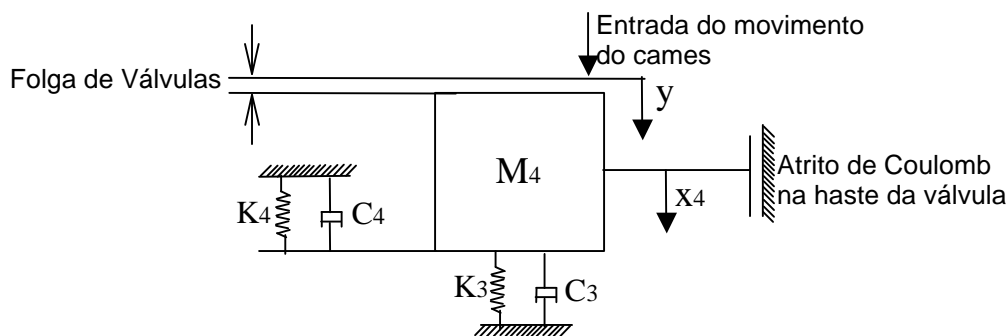 Entrada do movimento
do cames
Folga de Válvulas
y
M4
Atrito de Coulomb
na haste da válvula
x4
K4
C4
K3
C3